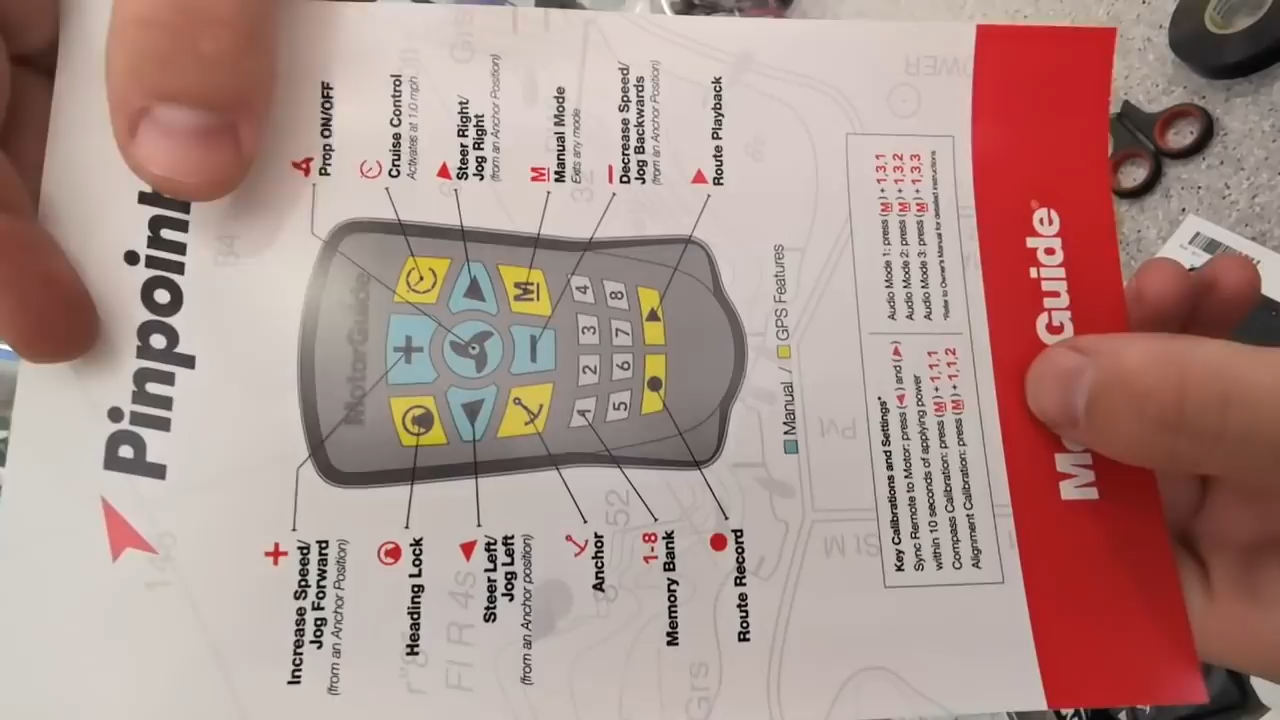 Pinpoint
Increase Speed/
Jog Forward
(from an Anchor Position)
Heading Lock
Steer Left/
Jog Left
(from an Anchor position)
Anchor
1-8
Memory Bank
Route Record
Prop ON/OFF
Cruise Control
Activates at 1.0 mph
Steer Right/
Jog Right
(from an Anchor Position)
M
Manual Mode
Exits any mode
Decrease Speed/
Jog Backwards
(from an Anchor Position)
Route Playback
MotorGuide
+
M
2 3 4
5 6 7 8
Manual / GPS Features
Key Calibrations and Settings*
Sync Remote to Motor: press (◀) and (▶)
within 10 seconds of applying power
Compass Calibration: press (M) + 1,1,1
Alignment Calibration: press (M) + 1,1,2
Audio Mode 1: press (M) + 1,3,1
Audio Mode 2: press (M) + 1,3,2
Audio Mode 3: press (M) + 1,3,3
*Refer to Owner's Manual for detailed instructions
Guide